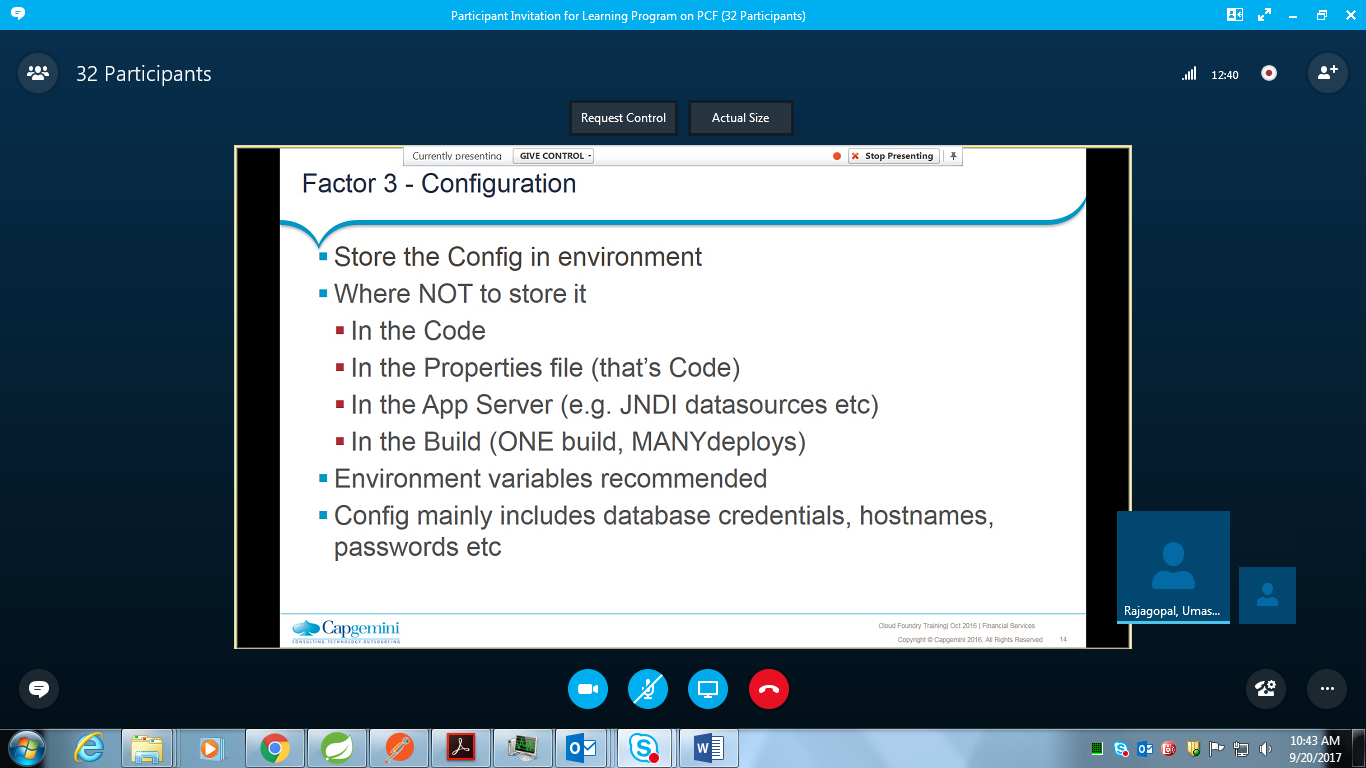 Participant Invitation for Learning Program on PCF (32 Participants)
32 Participants
12:40
Request Control
Actual Size
Currently presenting
GIVE CONTROL
Stop Presenting
Factor 3 - Configuration
Store the Config in environment
Where NOT to store it
In the Code
In the Properties file (that's Code)
In the App Server (e.g. JNDI datasources etc)
In the Build (ONE build, MANYdeploys)
Environment variables recommended
Config mainly includes database credentials, hostnames,
passwords etc
Capgemini
CONSULTING.TECHNOLOGY.OUTSOURCING
Cloud Foundry Training| Oct 2016 | Financial Services
Copyright © Capgemini 2016. All Rights Reserved
14
Rajagopal, Umas...
10:43 AM
9/20/2017